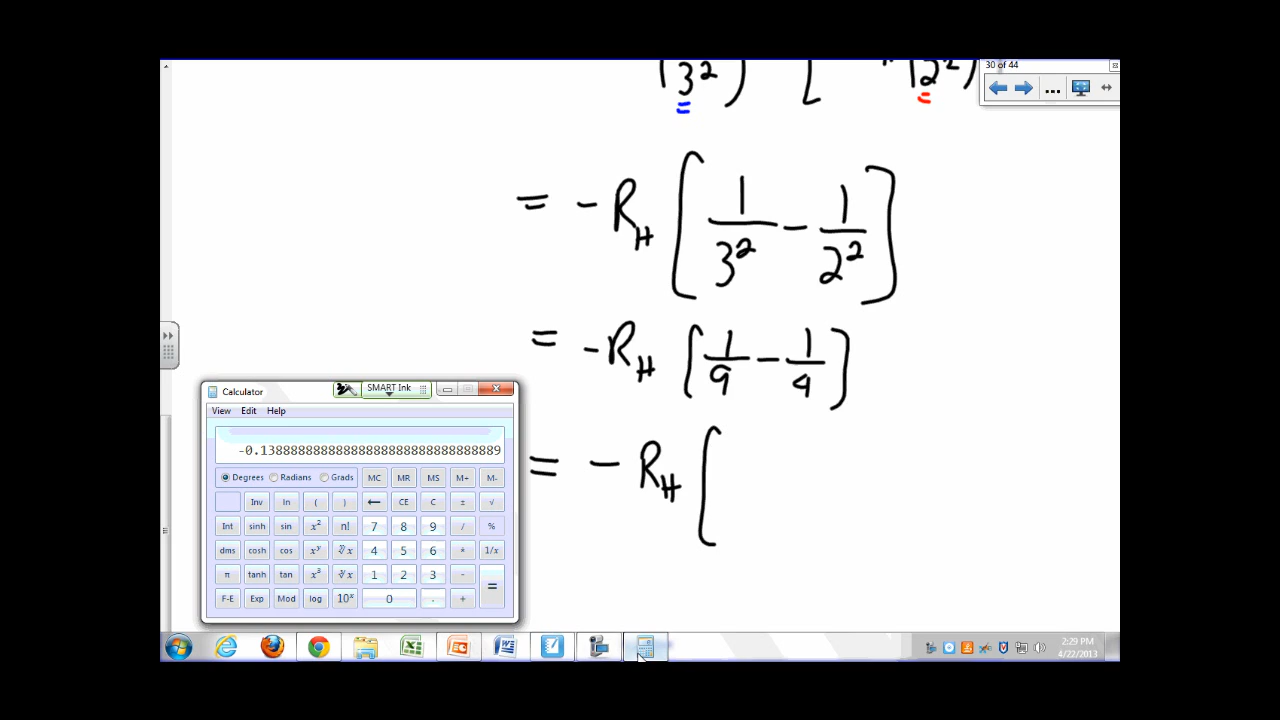 (3²) [ (2²)
30 of 44
= -R_H [ 1/3² - 1/2² ]
= -R_H [ 1/9 - 1/4 ]
= -R_H [
Calculator
SMART Ink
View Edit Help
-0.13888888888888888888888888888889
Degrees Radians Grads MC MR MS M+ M-
Inv ln ( ) ← CE C ± √
Int sinh sin x² n! 7 8 9 / %
dms cosh cos xʸ ʸ√x 4 5 6 * 1/x
π tanh tan x³ ³√x 1 2 3 - =
F-E Exp Mod log 10ˣ 0 . +
2:29 PM
4/22/2013